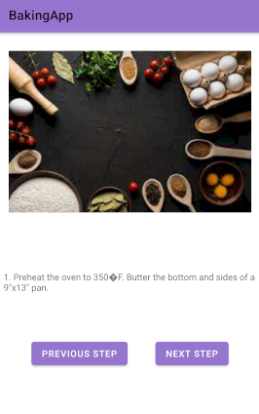 BakingApp
1. Preheat the oven to 350�F. Butter the bottom and sides of a
9"x13" pan.
PREVIOUS STEP
NEXT STEP